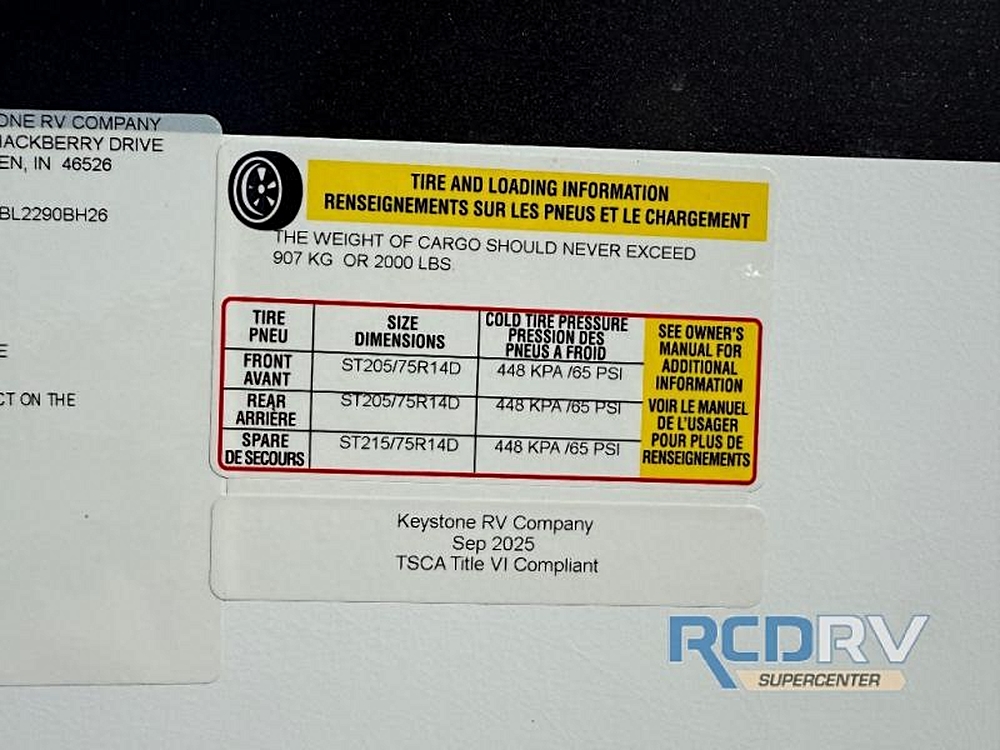 ONE RV COMPANY
HACKBERRY DRIVE
EN, IN 46526
BL2290BH26
E
CT ON THE
TIRE AND LOADING INFORMATION
RENSEIGNEMENTS SUR LES PNEUS ET LE CHARGEMENT
THE WEIGHT OF CARGO SHOULD NEVER EXCEED
907 KG OR 2000 LBS
TIRE
PNEU
SIZE
DIMENSIONS
COLD TIRE PRESSURE
PRESSION DES
PNEUS A FROID
FRONT
AVANT
ST205/75R14D
448 KPA /65 PSI
REAR
ARRIÈRE
ST205/75R14D
448 KPA /65 PSI
SPARE
DE SECOURS
ST215/75R14D
448 KPA /65 PSI
SEE OWNER'S
MANUAL FOR
ADDITIONAL
INFORMATION
VOIR LE MANUEL
DE L'USAGER
POUR PLUS DE
RENSEIGNEMENTS
Keystone RV Company
Sep 2025
TSCA Title VI Compliant
RCDRV
SUPERCENTER